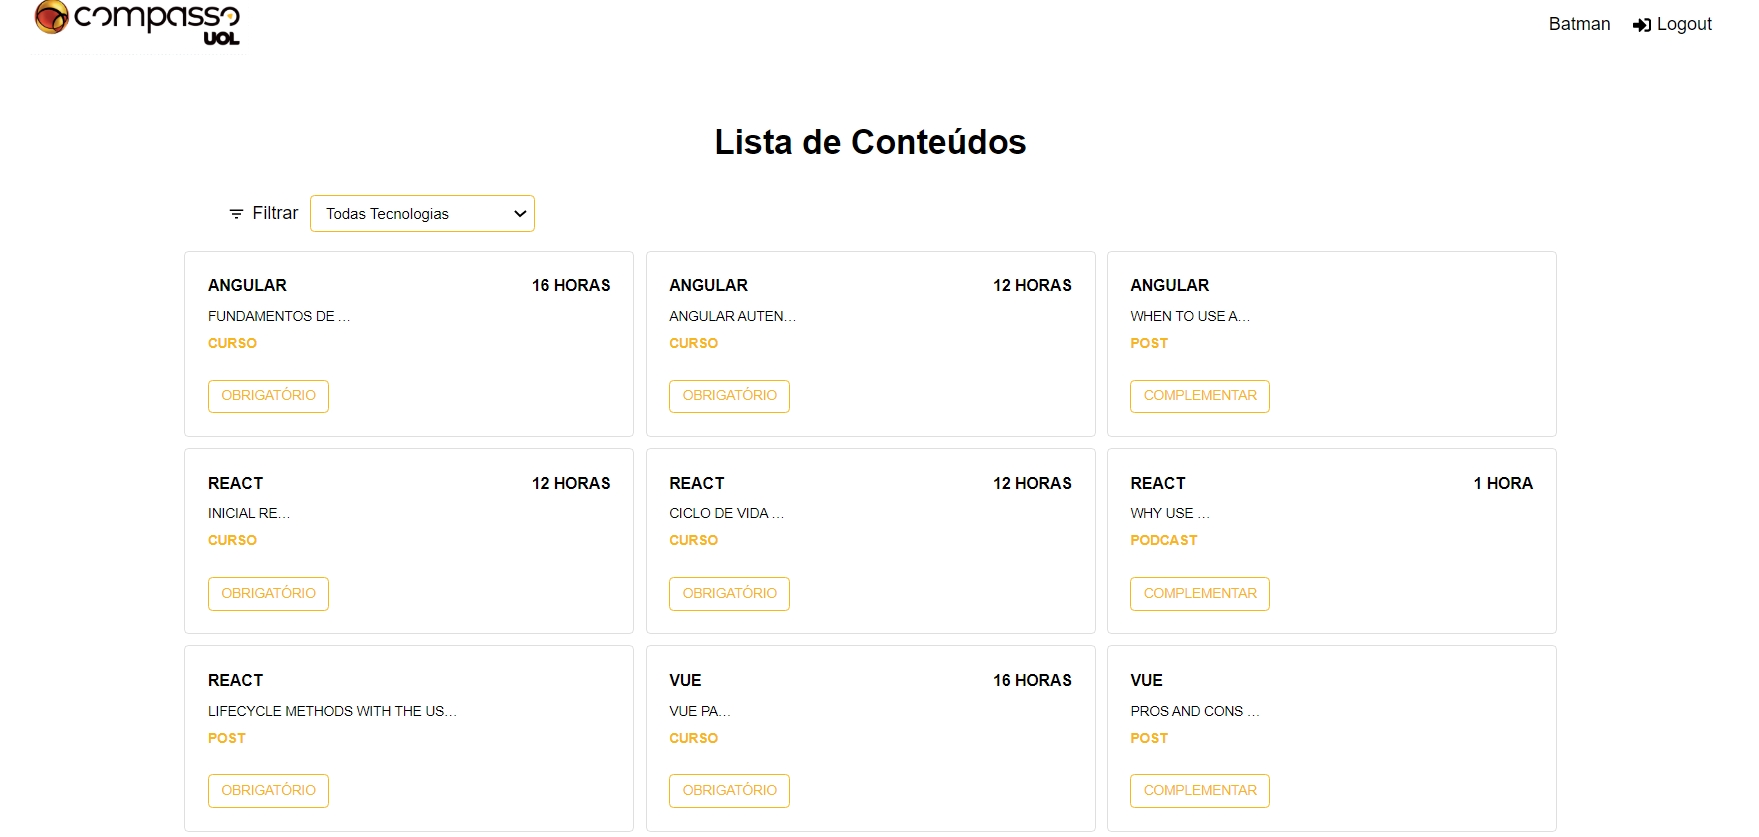 compasso
UOL
Batman Logout
Lista de Conteúdos
Filtrar Todas Tecnologias
ANGULAR 16 HORAS
FUNDAMENTOS DE ...
CURSO
OBRIGATÓRIO
ANGULAR 12 HORAS
ANGULAR AUTEN...
CURSO
OBRIGATÓRIO
ANGULAR
WHEN TO USE A...
POST
COMPLEMENTAR
REACT 12 HORAS
INICIAL RE...
CURSO
OBRIGATÓRIO
REACT 12 HORAS
CICLO DE VIDA ...
CURSO
OBRIGATÓRIO
REACT 1 HORA
WHY USE ...
PODCAST
COMPLEMENTAR
REACT
LIFECYCLE METHODS WITH THE US...
POST
OBRIGATÓRIO
VUE 16 HORAS
VUE PA...
CURSO
OBRIGATÓRIO
VUE
PROS AND CONS ...
POST
COMPLEMENTAR